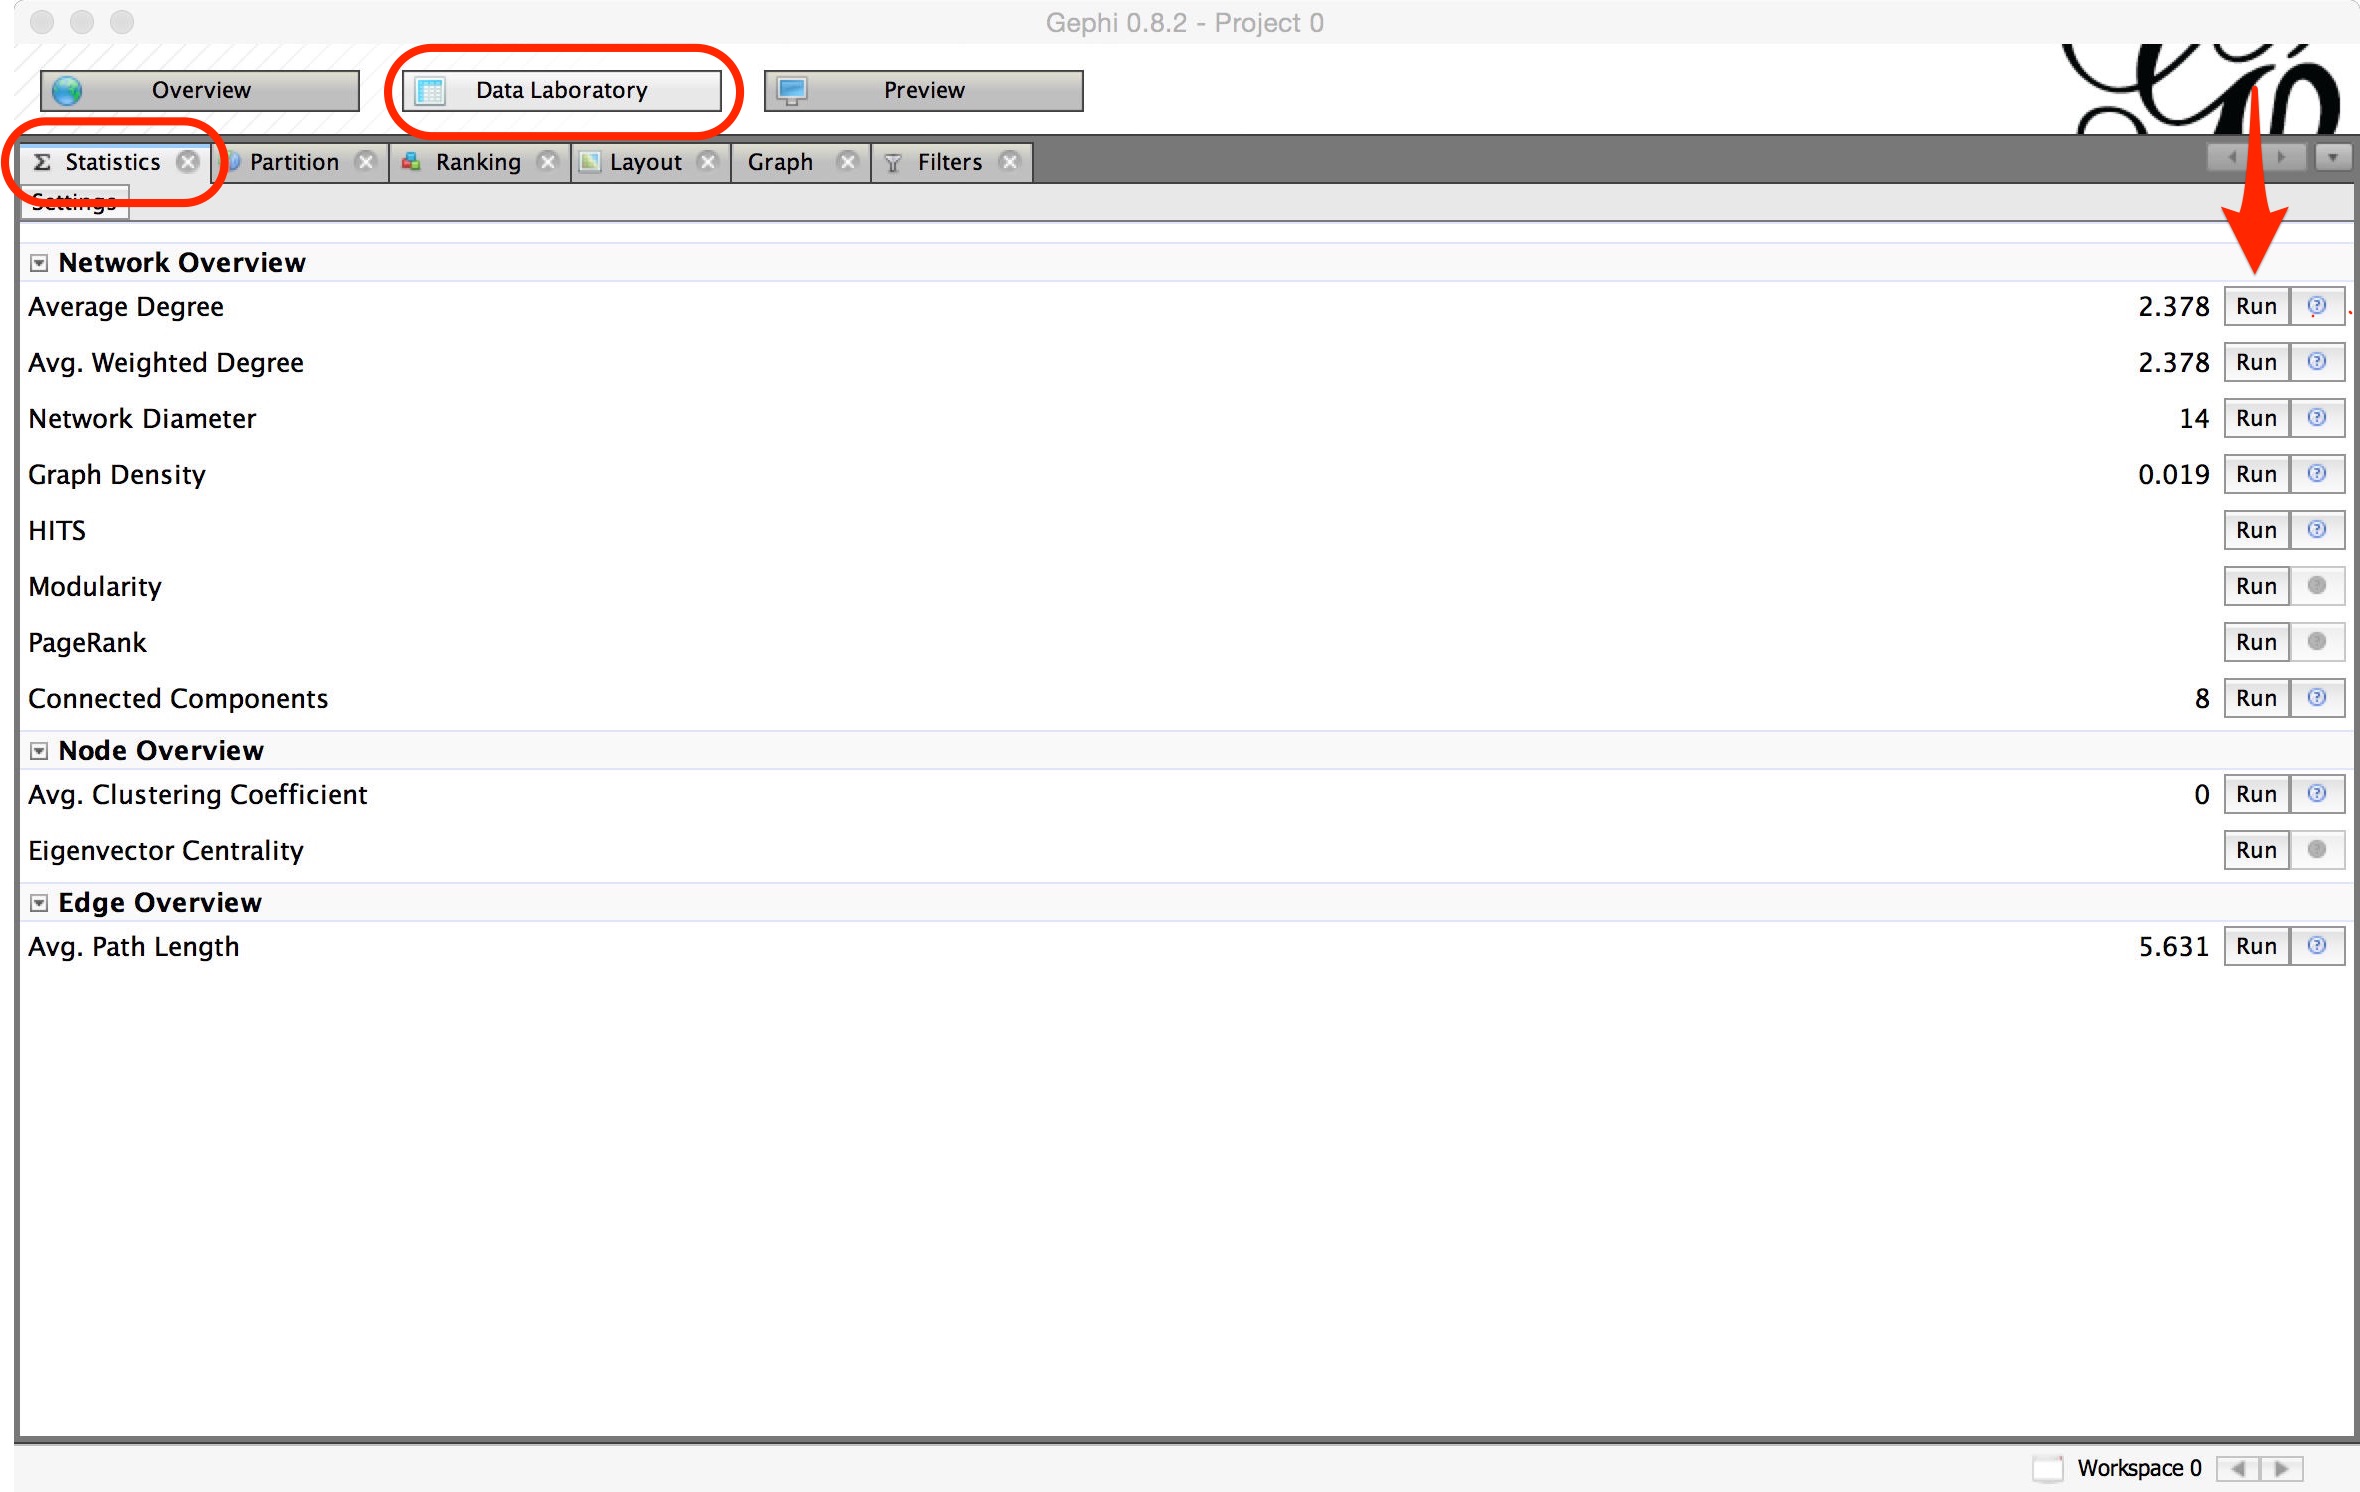 Gephi 0.8.2 - Project 0
Overview Data Laboratory Preview
Statistics Partition Ranking Layout Graph Filters
Settings
Network Overview
Average Degree 2.378 Run
Avg. Weighted Degree 2.378 Run
Network Diameter 14 Run
Graph Density 0.019 Run
HITS Run
Modularity Run
PageRank Run
Connected Components 8 Run
Node Overview
Avg. Clustering Coefficient 0 Run
Eigenvector Centrality Run
Edge Overview
Avg. Path Length 5.631 Run
Workspace 0